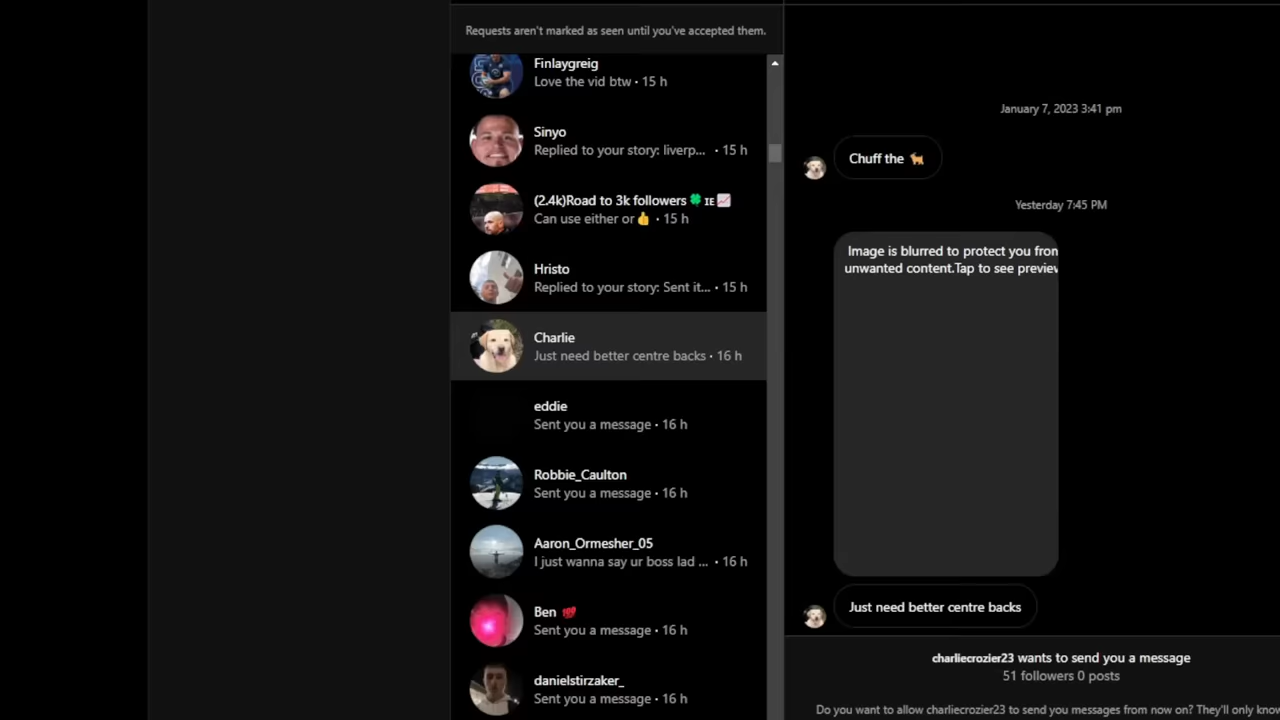 Requests aren't marked as seen until you've accepted them.
Finlaygreig
Love the vid btw · 15 h
Sinyo
Replied to your story: liverp... · 15 h
(2.4k)Road to 3k followers 🍀 ɪᴇ 📈
Can use either or 👍 · 15 h
Hristo
Replied to your story: Sent it... · 15 h
Charlie
Just need better centre backs · 16 h
eddie
Sent you a message · 16 h
Robbie_Caulton
Sent you a message · 16 h
Aaron_Ormesher_05
I just wanna say ur boss lad ... · 16 h
Ben 💯
Sent you a message · 16 h
danielstirzaker_
Sent you a message · 16 h
January 7, 2023 3:41 pm
Chuff the 🐈
Yesterday 7:45 PM
Image is blurred to protect you from
unwanted content.Tap to see preview
Just need better centre backs
charliecrozier23 wants to send you a message
51 followers 0 posts
Do you want to allow charliecrozier23 to send you messages from now on? They'll only know